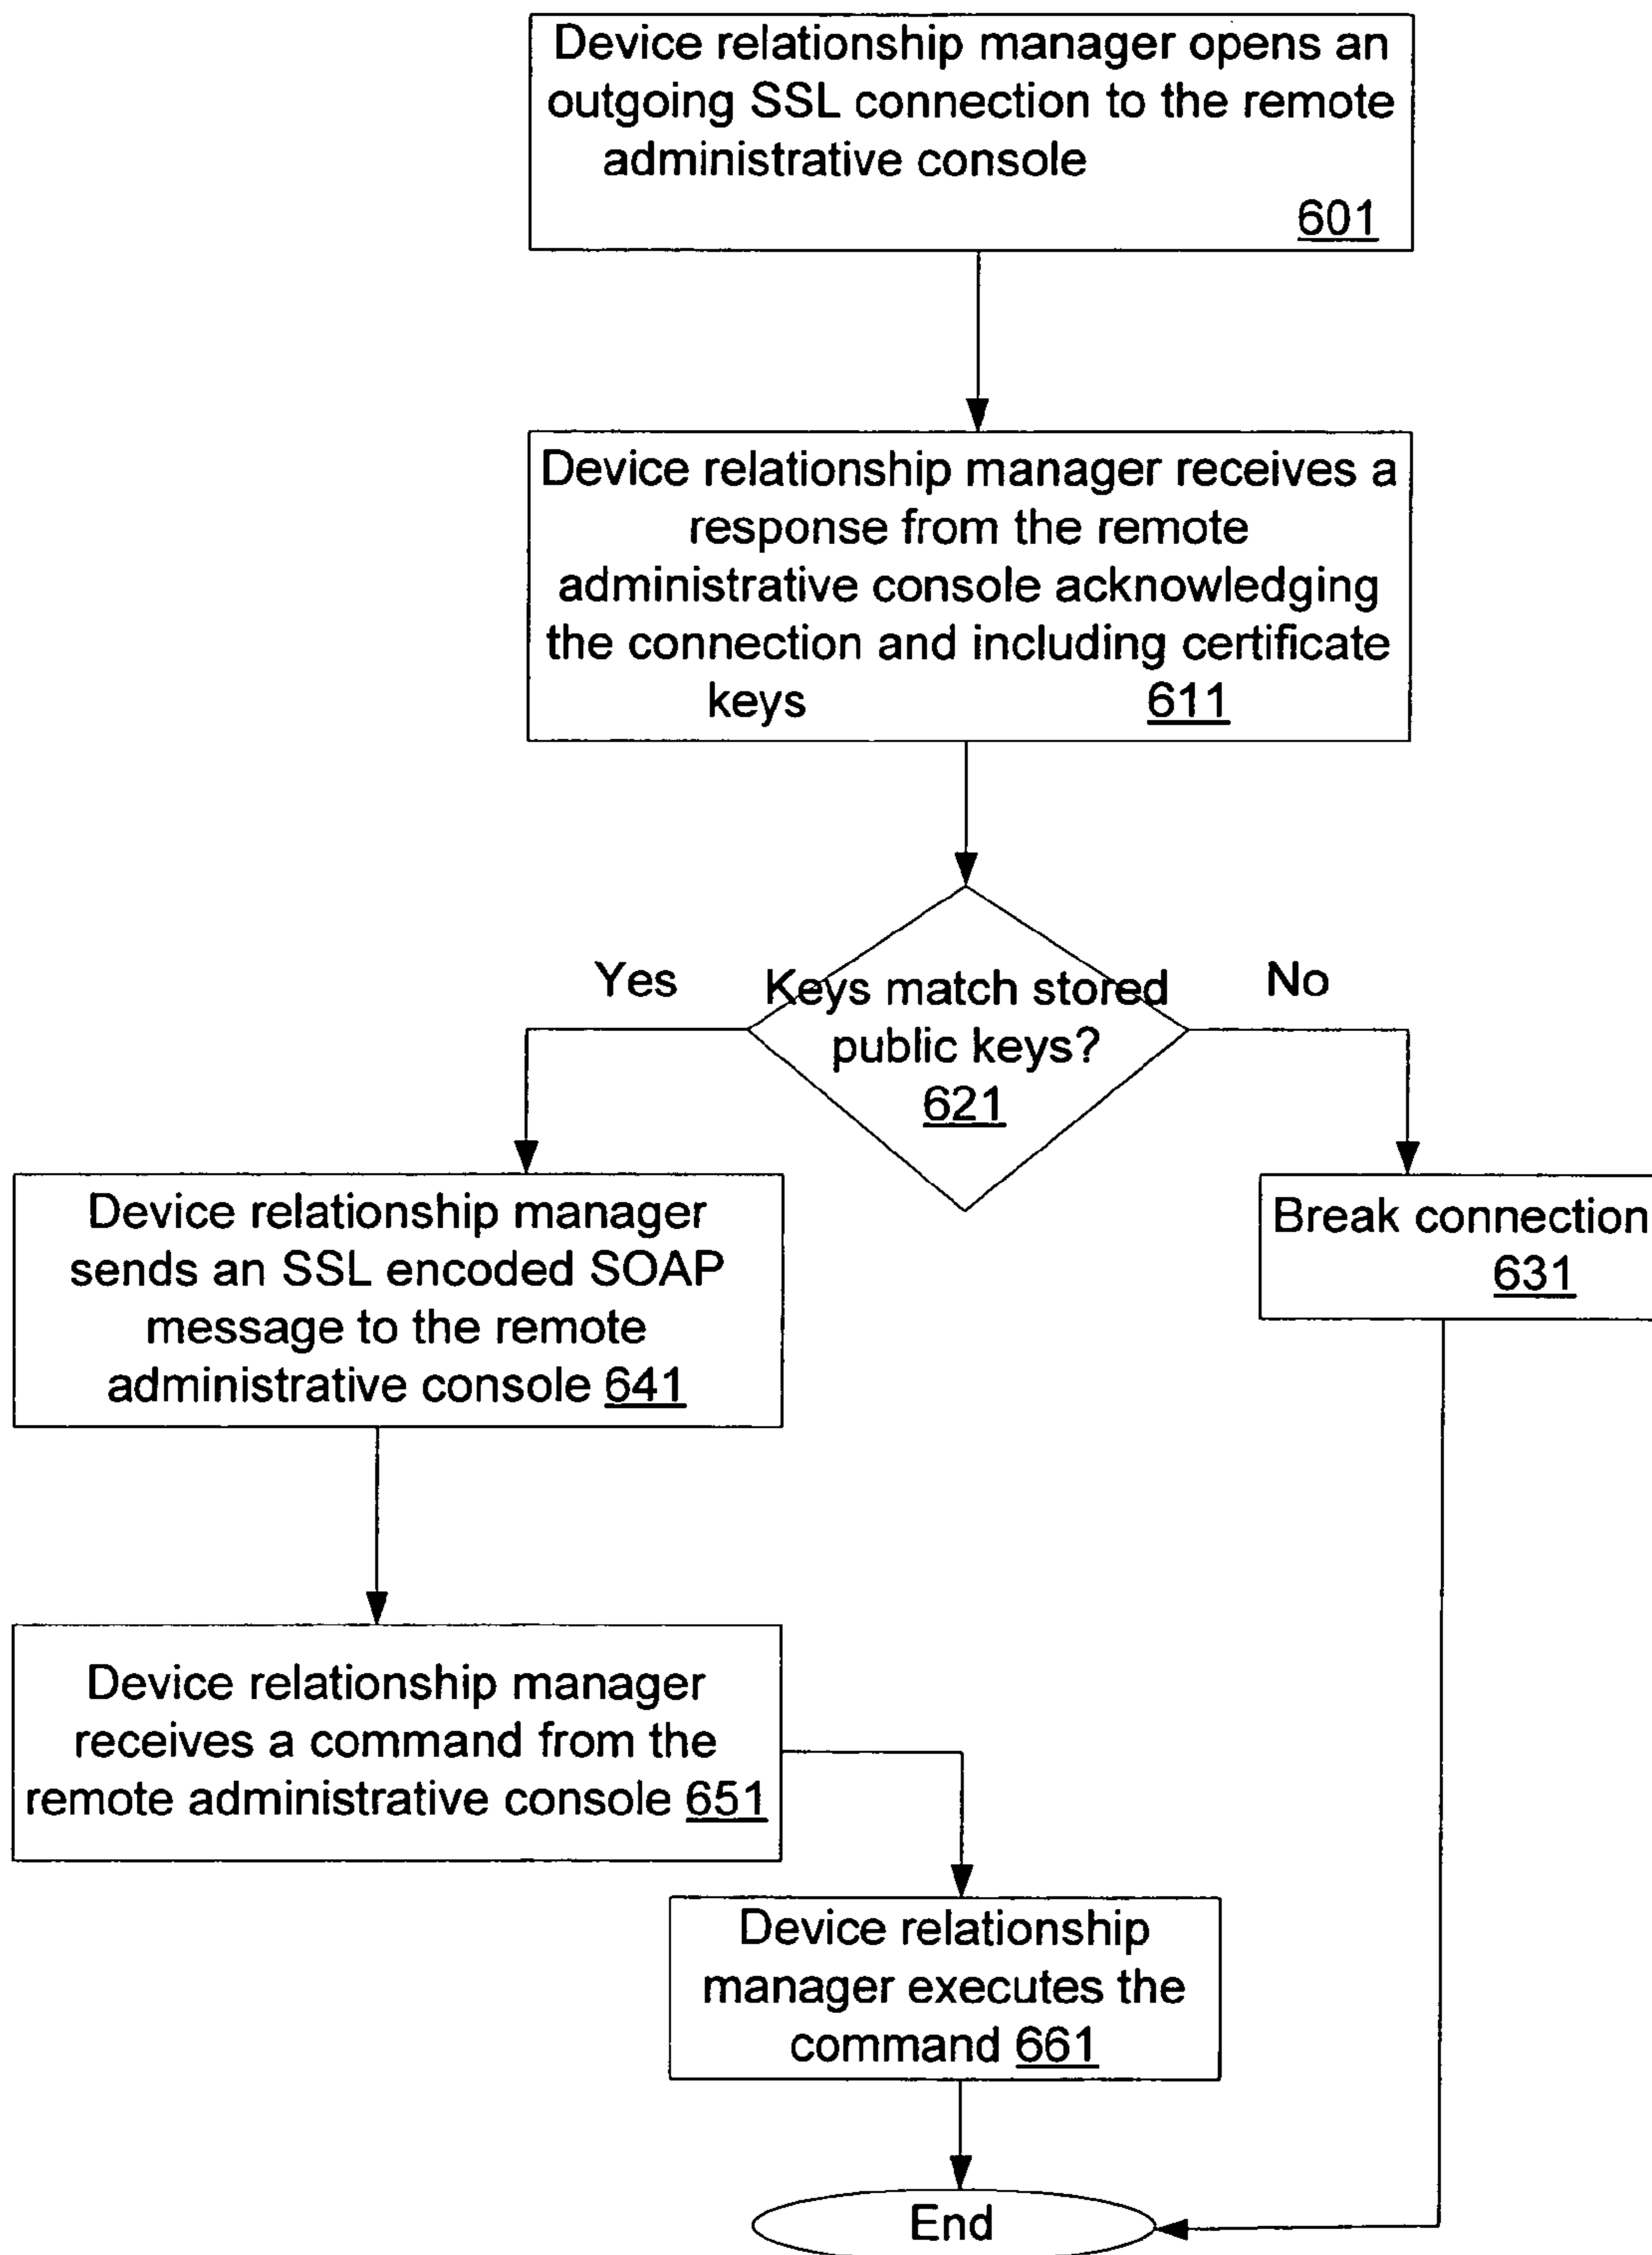 Device relationship manager opens an
outgoing SSL connection to the remote
administrative console
601
Device relationship manager receives a
response from the remote
administrative console acknowledging
the connection and including certificate
keys 611
Yes
Keys match stored
public keys?
621
No
Device relationship manager
sends an SSL encoded SOAP
message to the remote
administrative console 641
Break connection
631
Device relationship manager
receives a command from the
remote administrative console 651
Device relationship
manager executes the
command 661
End